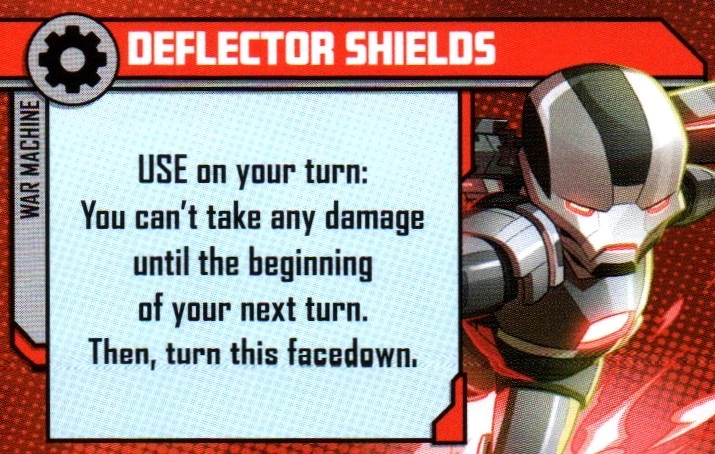 DEFLECTOR SHIELDS
WAR MACHINE
USE on your turn:
You can't take any damage
until the beginning
of your next turn.
Then, turn this facedown.